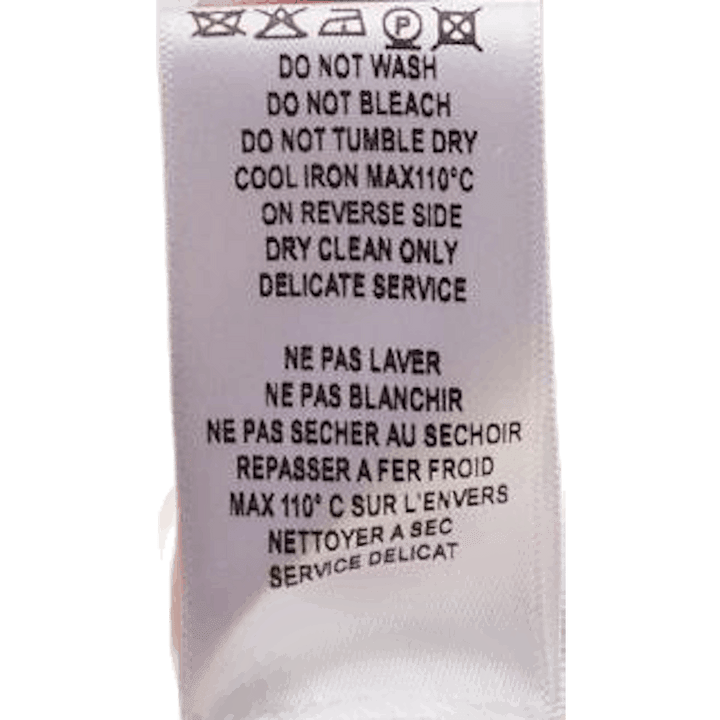 P
DO NOT WASH
DO NOT BLEACH
DO NOT TUMBLE DRY
COOL IRON MAX110°C
ON REVERSE SIDE
DRY CLEAN ONLY
DELICATE SERVICE
NE PAS LAVER
NE PAS BLANCHIR
NE PAS SECHER AU SECHOIR
REPASSER A FER FROID
MAX 110° C SUR L'ENVERS
NETTOYER A SEC
SERVICE DELICAT